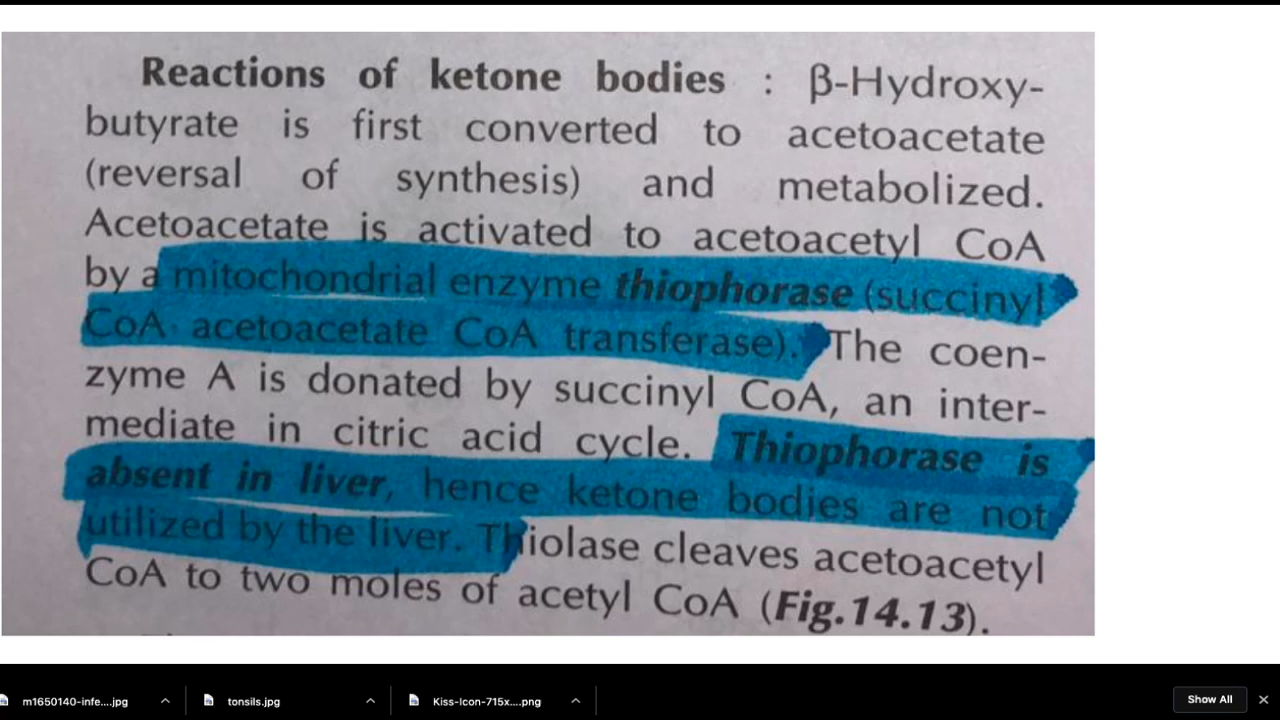 Reactions of ketone bodies : β-Hydroxy-
butyrate is first converted to acetoacetate
(reversal of synthesis) and metabolized.
Acetoacetate is activated to acetoacetyl CoA
by a mitochondrial enzyme thiophorase (succinyl
CoA acetoacetate CoA transferase). The coen-
zyme A is donated by succinyl CoA, an inter-
mediate in citric acid cycle. Thiophorase is
absent in liver, hence ketone bodies are not
utilized by the liver. Thiolase cleaves acetoacetyl
CoA to two moles of acetyl CoA (Fig.14.13).
m1650140-infe....jpg
tonsils.jpg
Kiss-Icon-715x....png
Show All